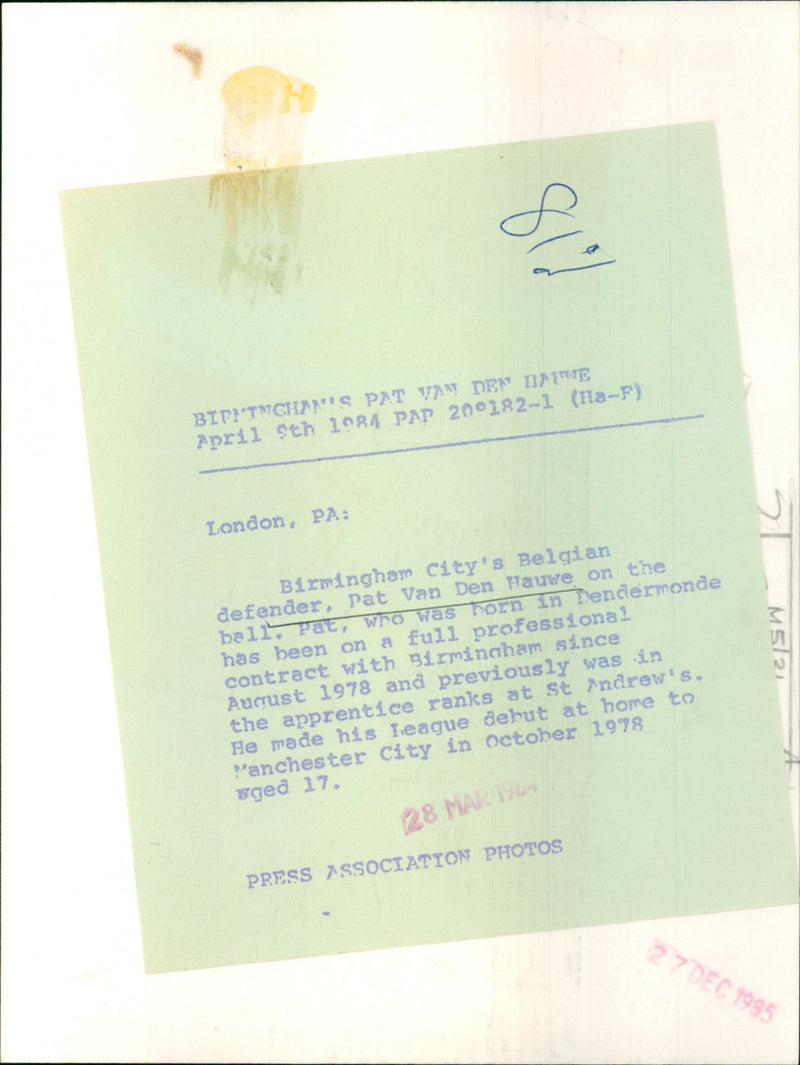 BIRMINGHAM'S PAT VAN DEN HAUWE
April 9th 1984 PAP 209182-1 (Ha-F)
London, PA:
Birmingham City's Belgian
defender, Pat Van Den Hauwe on the
ball. Pat, who was born in Dendermonde
has been on a full professional
contract with Birmingham since
August 1978 and previously was in
the apprentice ranks at St Andrew's.
He made his League debut at home to
Manchester City in October 1978
aged 17.
28 MAR 1984
PRESS ASSOCIATION PHOTOS
27 DEC 1985
M5/21